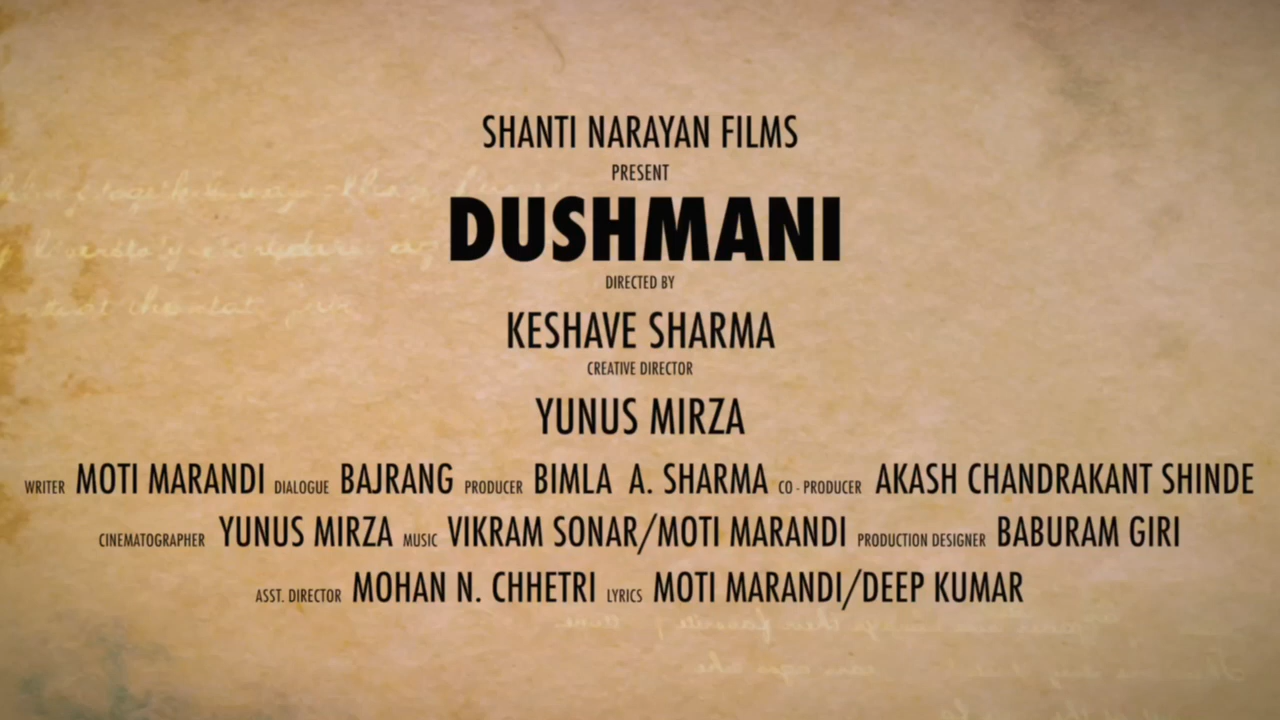 SHANTI NARAYAN FILMS
PRESENT
DUSHMANI
DIRECTED BY
KESHAVE SHARMA
CREATIVE DIRECTOR
YUNUS MIRZA
WRITER MOTI MARANDI DIALOGUE BAJRANG PRODUCER BIMLA A. SHARMA CO - PRODUCER AKASH CHANDRAKANT SHINDE
CINEMATOGRAPHER YUNUS MIRZA MUSIC VIKRAM SONAR/MOTI MARANDI PRODUCTION DESIGNER BABURAM GIRI
ASST. DIRECTOR MOHAN N. CHHETRI LYRICS MOTI MARANDI/DEEP KUMAR